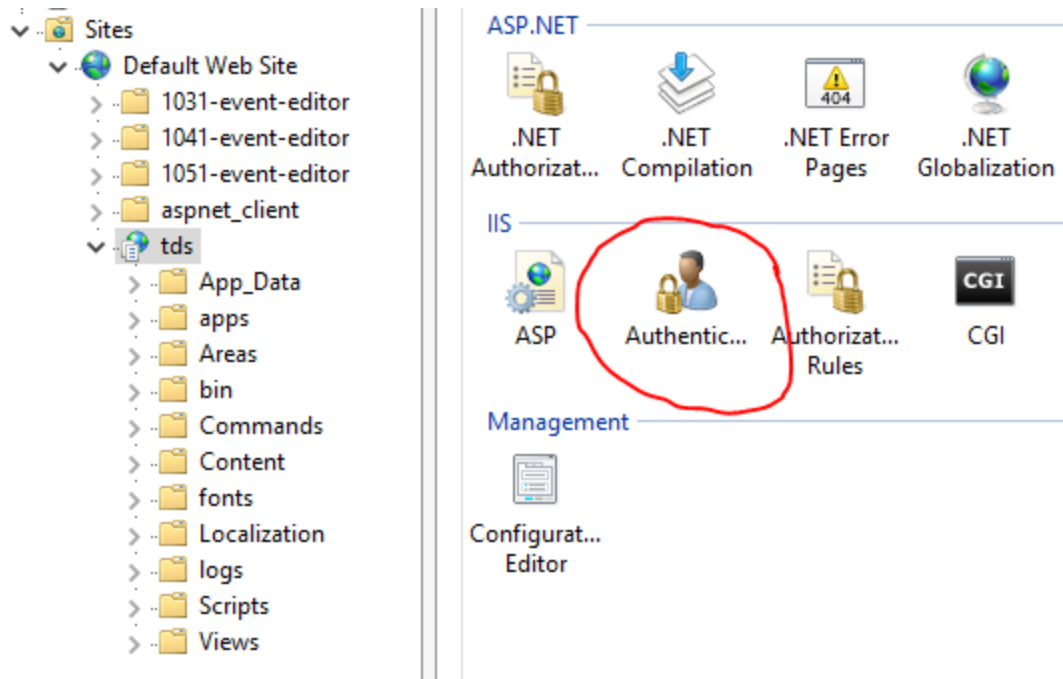 Sites
Default Web Site
1031-event-editor
1041-event-editor
1051-event-editor
aspnet_client
tds
App_Data
apps
Areas
bin
Commands
Content
fonts
Localization
logs
Scripts
Views
ASP.NET
.NET
Authorizat...
.NET
Compilation
404
.NET Error
Pages
.NET
Globalization
IIS
ASP
Authentic...
Authorizat...
Rules
CGI
CGI
Management
Configurat...
Editor